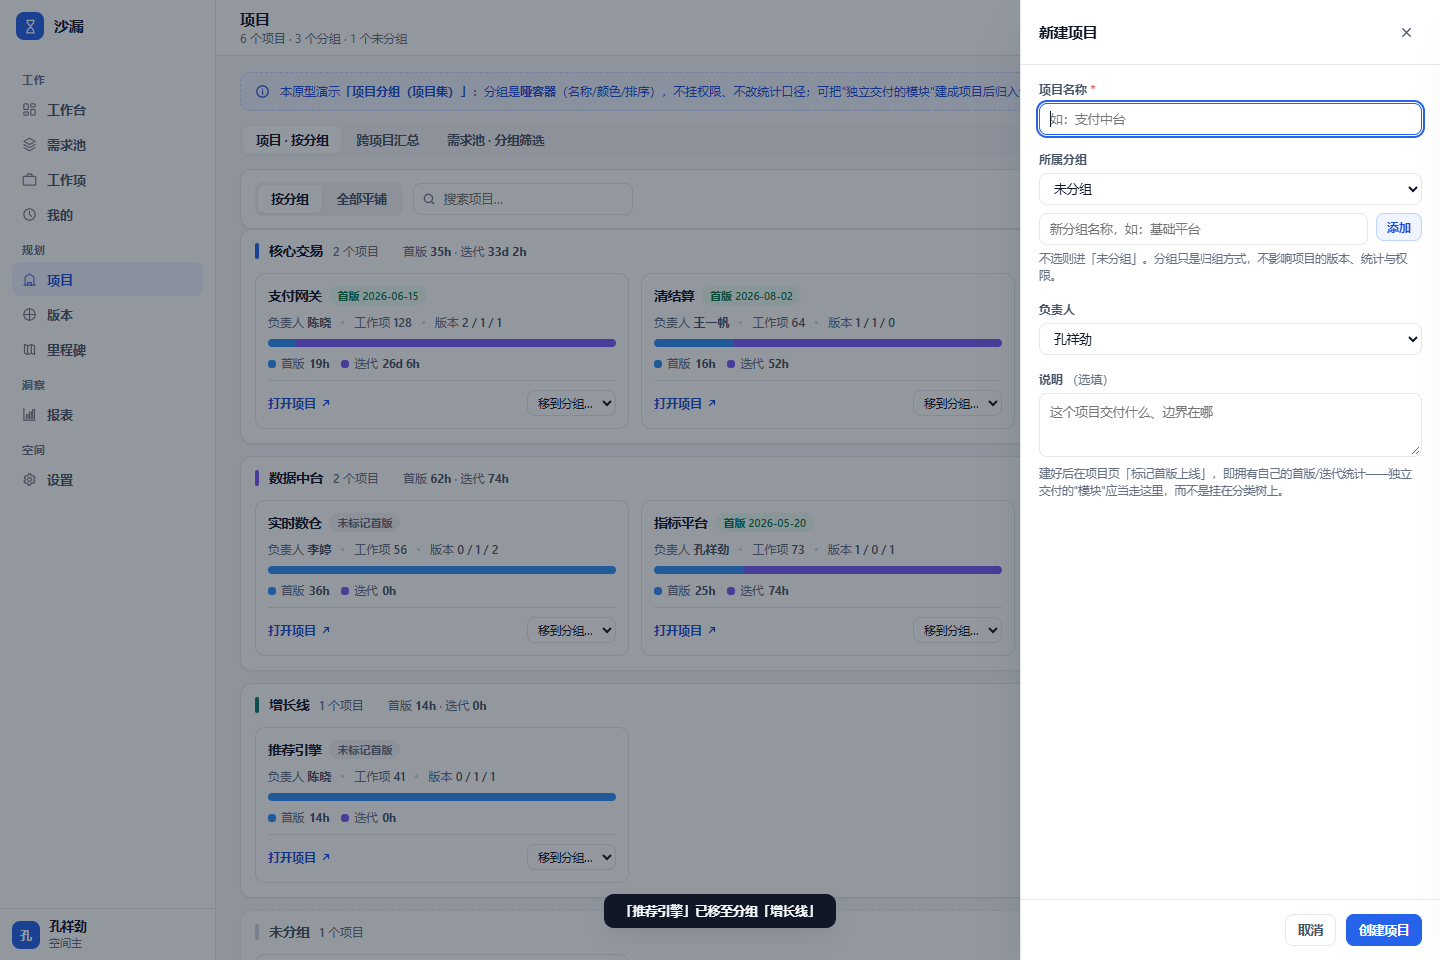 沙漏
工作
工作台
需求池
工作项
我的
规划
项目
版本
里程碑
洞察
报表
空间
设置
孔
孔祥劲
空间主
项目
6 个项目 · 3 个分组 · 1 个未分组
本原型演示「项目分组（项目集）」：分组是哑容器（名称/颜色/排序），不挂权限、不改统计口径；可把"独立交付的模块"建成项目后归入
项目 · 按分组
跨项目汇总
需求池 · 分组筛选
按分组
全部平铺
搜索项目...
核心交易 2 个项目 首版 35h · 迭代 33d 2h
支付网关 首版 2026-06-15
负责人 陈晓 · 工作项 128 · 版本 2 / 1 / 1
首版 19h 迭代 26d 6h
打开项目 ↗ 移到分组...
清结算 首版 2026-08-02
负责人 王一帆 · 工作项 64 · 版本 1 / 1 / 0
首版 16h 迭代 52h
打开项目 ↗ 移到分组...
数据中台 2 个项目 首版 62h · 迭代 74h
实时数仓 未标记首版
负责人 李婷 · 工作项 56 · 版本 0 / 1 / 2
首版 36h 迭代 0h
打开项目 ↗ 移到分组...
指标平台 首版 2026-05-20
负责人 孔祥劲 · 工作项 73 · 版本 1 / 0 / 1
首版 25h 迭代 74h
打开项目 ↗ 移到分组...
增长线 1 个项目 首版 14h · 迭代 0h
推荐引擎 未标记首版
负责人 陈晓 · 工作项 41 · 版本 0 / 1 / 1
首版 14h 迭代 0h
打开项目 ↗ 移到分组...
未分组 1 个项目
「推荐引擎」已移至分组「增长线」
新建项目 ×
项目名称 *
如：支付中台
所属分组
未分组
新分组名称，如：基础平台 添加
不选则进「未分组」。分组只是归组方式，不影响项目的版本、统计与权
限。
负责人
孔祥劲
说明 （选填）
这个项目交付什么、边界在哪
建好后在项目页「标记首版上线」，即拥有自己的首版/迭代统计——独立
交付的"模块"应当走这里，而不是挂在分类树上。
取消 创建项目